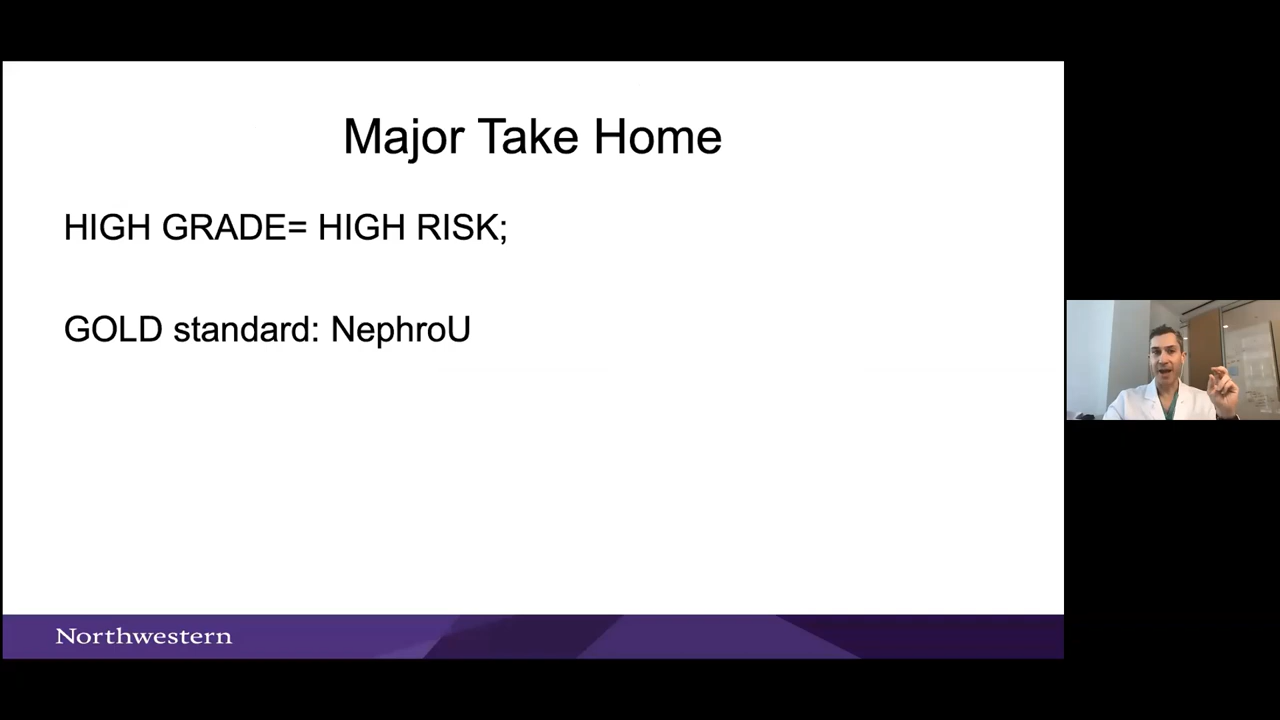 Major Take Home
HIGH GRADE= HIGH RISK;
GOLD standard: NephroU
Northwestern